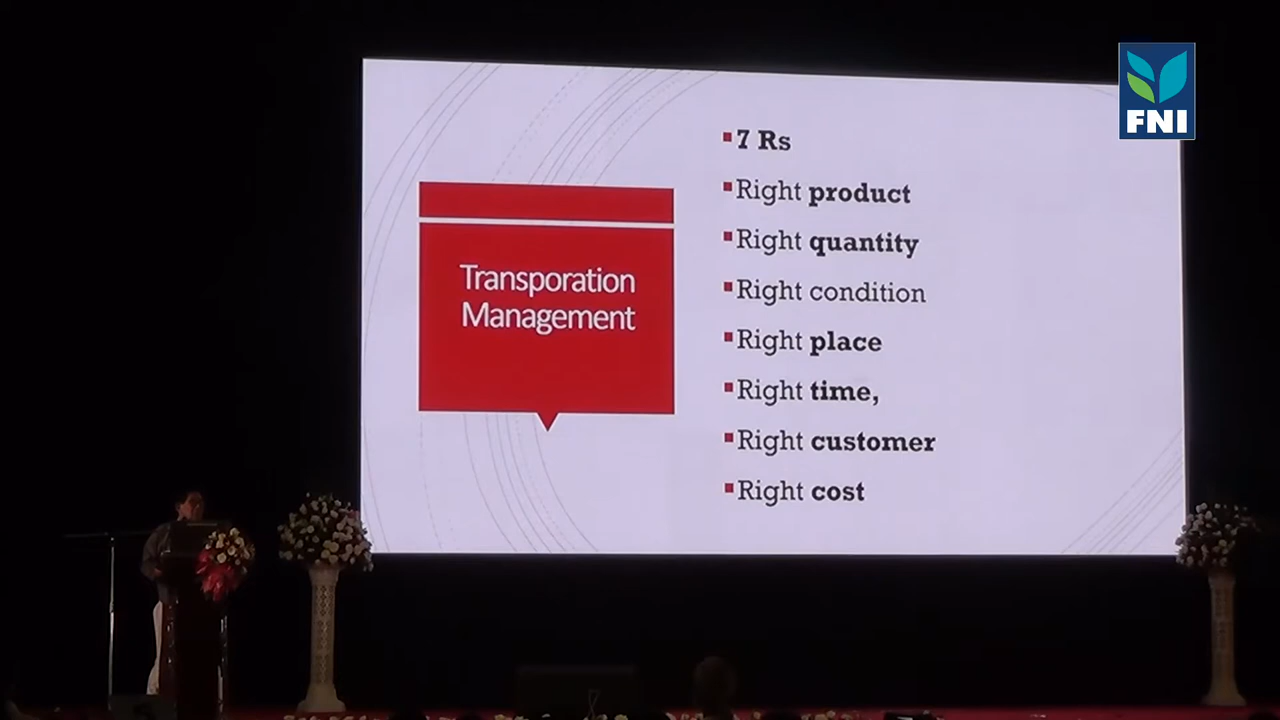 FNI
Transporation
Management
7 Rs
Right product
Right quantity
Right condition
Right place
Right time,
Right customer
Right cost